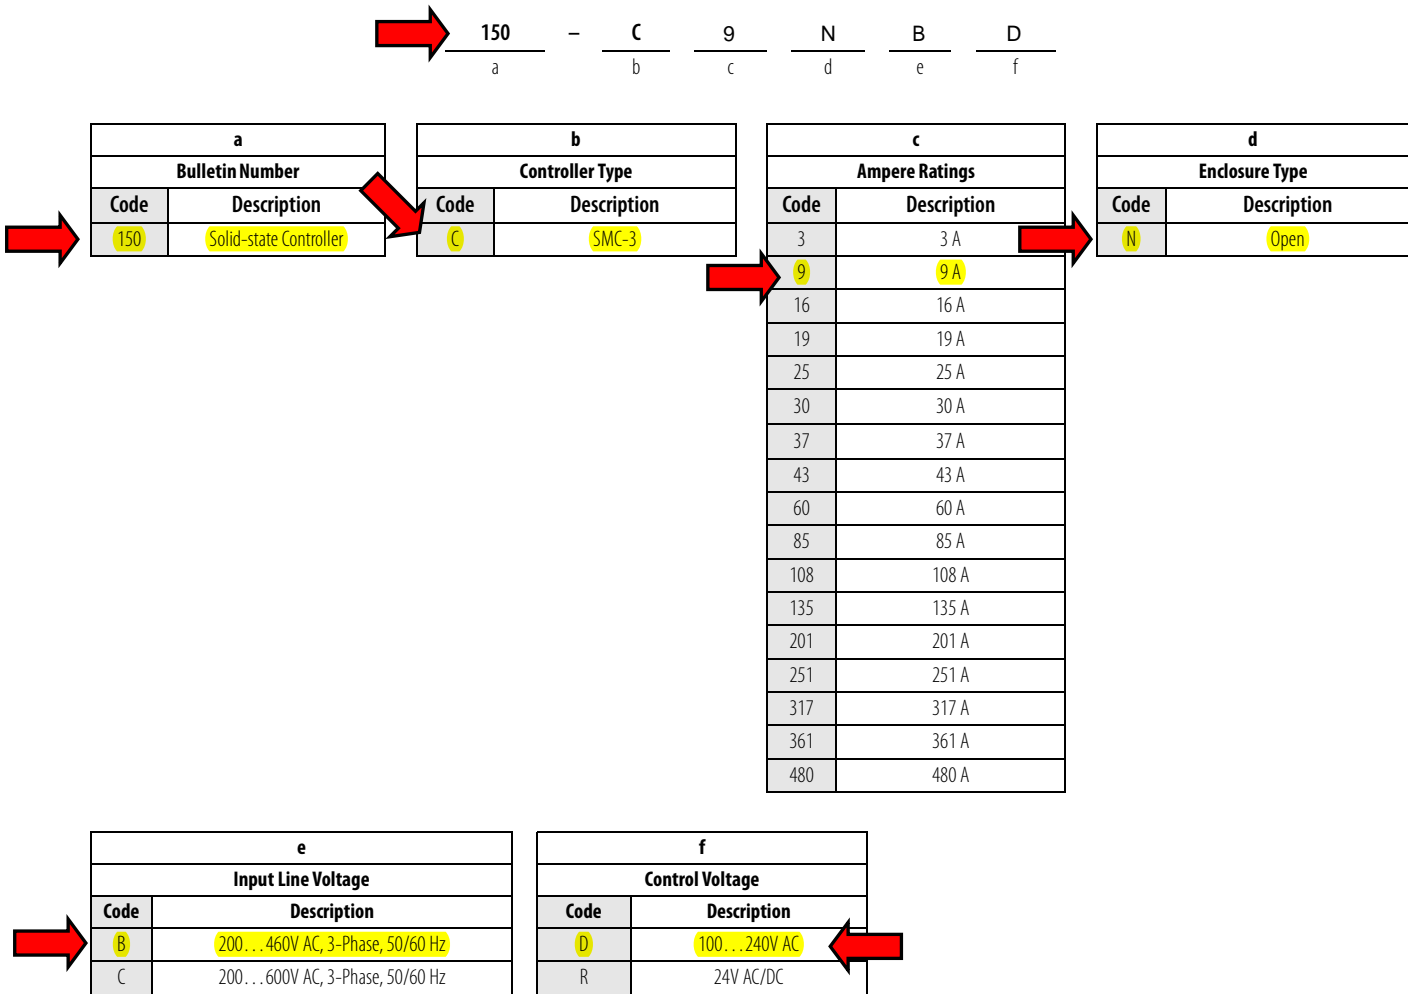 150 – C 9 N B D
a b c d e f
a
Bulletin Number
Code Description
150 Solid-state Controller
b
Controller Type
Code Description
C SMC-3
c
Ampere Ratings
Code Description
3 3 A
9 9 A
16 16 A
19 19 A
25 25 A
30 30 A
37 37 A
43 43 A
60 60 A
85 85 A
108 108 A
135 135 A
201 201 A
251 251 A
317 317 A
361 361 A
480 480 A
d
Enclosure Type
Code Description
N Open
e
Input Line Voltage
Code Description
B 200...460V AC, 3-Phase, 50/60 Hz
C 200...600V AC, 3-Phase, 50/60 Hz
f
Control Voltage
Code Description
D 100...240V AC
R 24V AC/DC